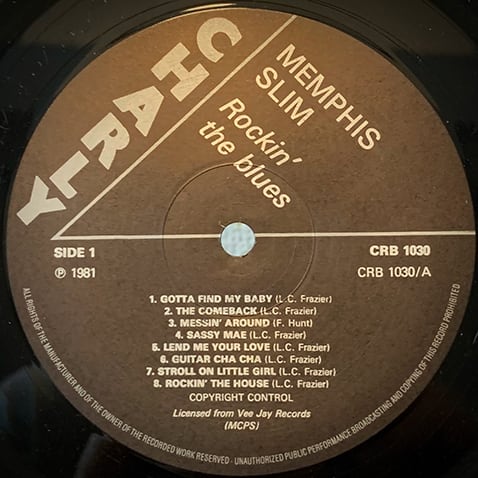 CHARLY
MEMPHIS
SLIM
Rockin'
the blues
SIDE 1
℗ 1981
CRB 1030
CRB 1030/A
1. GOTTA FIND MY BABY (L.C. Frazier)
2. THE COMEBACK (L.C. Frazier)
3. MESSIN' AROUND (F. Hunt)
4. SASSY MAE (L.C. Frazier)
5. LEND ME YOUR LOVE (L.C. Frazier)
6. GUITAR CHA CHA (L.C. Frazier)
7. STROLL ON LITTLE GIRL (L.C. Frazier)
8. ROCKIN' THE HOUSE (L.C. Frazier)
COPYRIGHT CONTROL
Licensed from Vee Jay Records
(MCPS)
ALL RIGHTS OF THE MANUFACTURER AND OF THE OWNER OF THE RECORDED WORK RESERVED - UNAUTHORIZED PUBLIC PERFORMANCE BROADCASTING AND COPYING OF THIS RECORD PROHIBITED